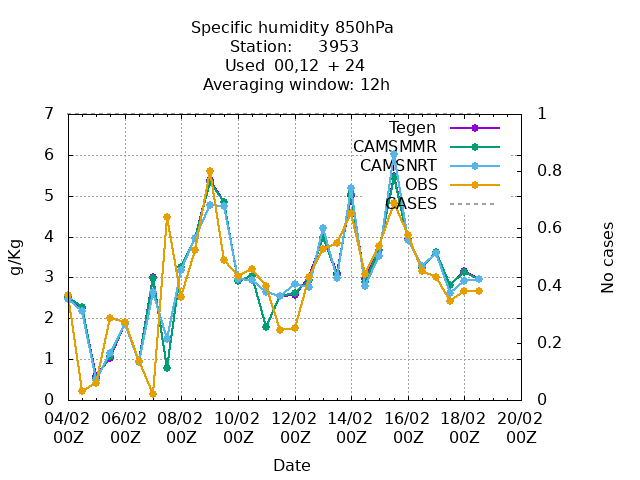 Specific humidity 850hPa
Station: 3953
Used 00,12 + 24
Averaging window: 12h
7 1
Tegen
CAMSMMR
6
CAMSNRT
0.8
OBS
5
CASES
0.6
4
g/Kg
No cases
3
0.4
2
0.2
1
0 0
04/02 06/02 08/02 10/02 12/02 14/02 16/02 18/02 20/02
00Z 00Z 00Z 00Z 00Z 00Z 00Z 00Z 00Z
Date